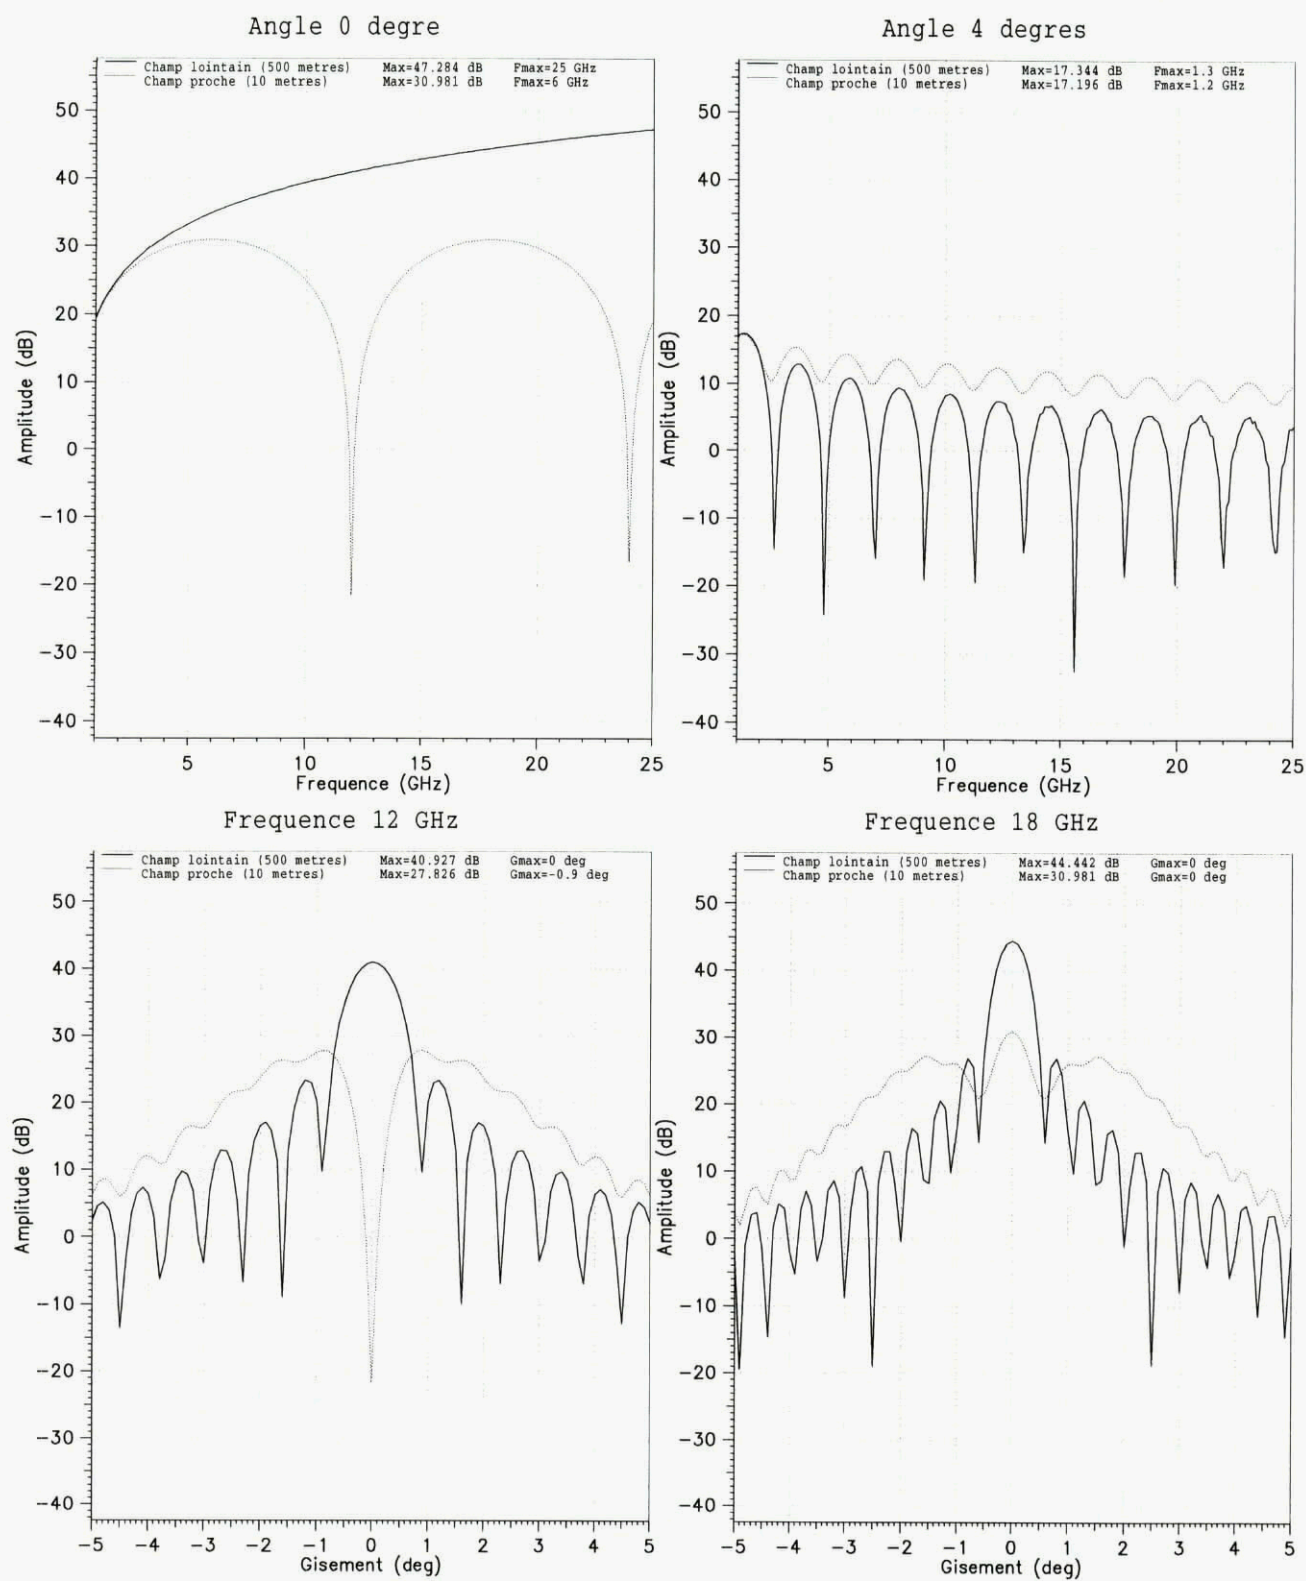 Angle 0 degre
Champ lointain (500 metres) Max=47.284 dB Fmax=25 GHz
Champ proche (10 metres) Max=30.981 dB Fmax=6 GHz
50
40
30
20
10
0
−10
−20
−30
−40
Amplitude (dB)
5 10 15 20 25
Frequence (GHz)
Angle 4 degres
Champ lointain (500 metres) Max=17.344 dB Fmax=1.3 GHz
Champ proche (10 metres) Max=17.196 dB Fmax=1.2 GHz
50
40
30
20
10
0
−10
−20
−30
−40
Amplitude (dB)
5 10 15 20 25
Frequence (GHz)
Frequence 12 GHz
Champ lointain (500 metres) Max=40.927 dB Gmax=0 deg
Champ proche (10 metres) Max=27.826 dB Gmax=-0.9 deg
50
40
30
20
10
0
−10
−20
−30
−40
Amplitude (dB)
−5 −4 −3 −2 −1 0 1 2 3 4 5
Gisement (deg)
Frequence 18 GHz
Champ lointain (500 metres) Max=44.442 dB Gmax=0 deg
Champ proche (10 metres) Max=30.981 dB Gmax=0 deg
50
40
30
20
10
0
−10
−20
−30
−40
Amplitude (dB)
−5 −4 −3 −2 −1 0 1 2 3 4 5
Gisement (deg)